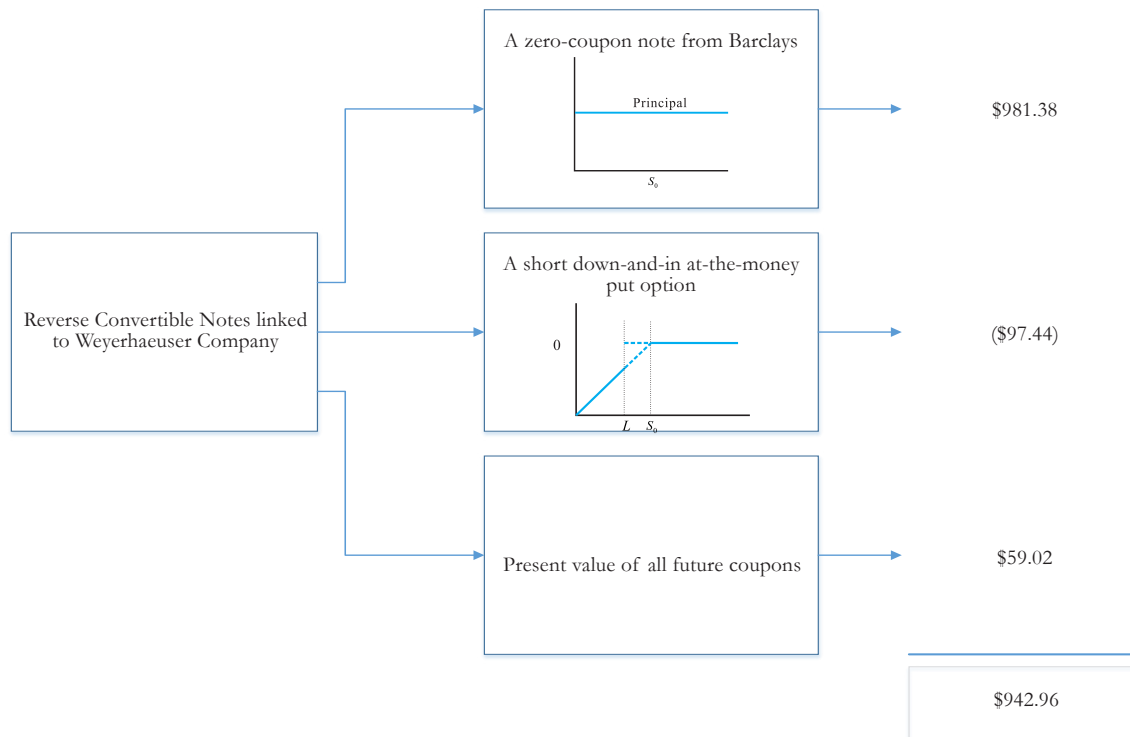 A zero-coupon note from Barclays
Principal
S₀
$981.38
Reverse Convertible Notes linked
to Weyerhaeuser Company
A short down-and-in at-the-money
put option
0
L S₀
($97.44)
Present value of all future coupons
$59.02
$942.96